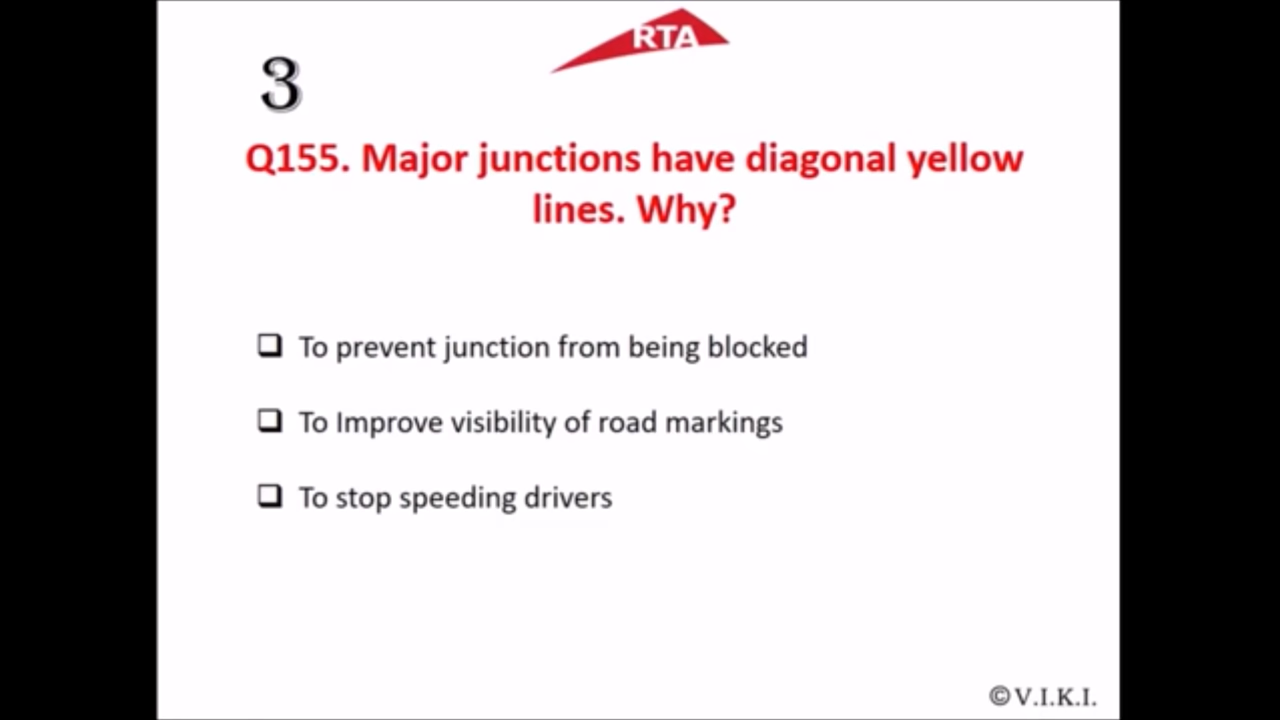 RTA
3
Q155. Major junctions have diagonal yellow
lines. Why?
❑ To prevent junction from being blocked
❑ To Improve visibility of road markings
❑ To stop speeding drivers
©V.I.K.I.